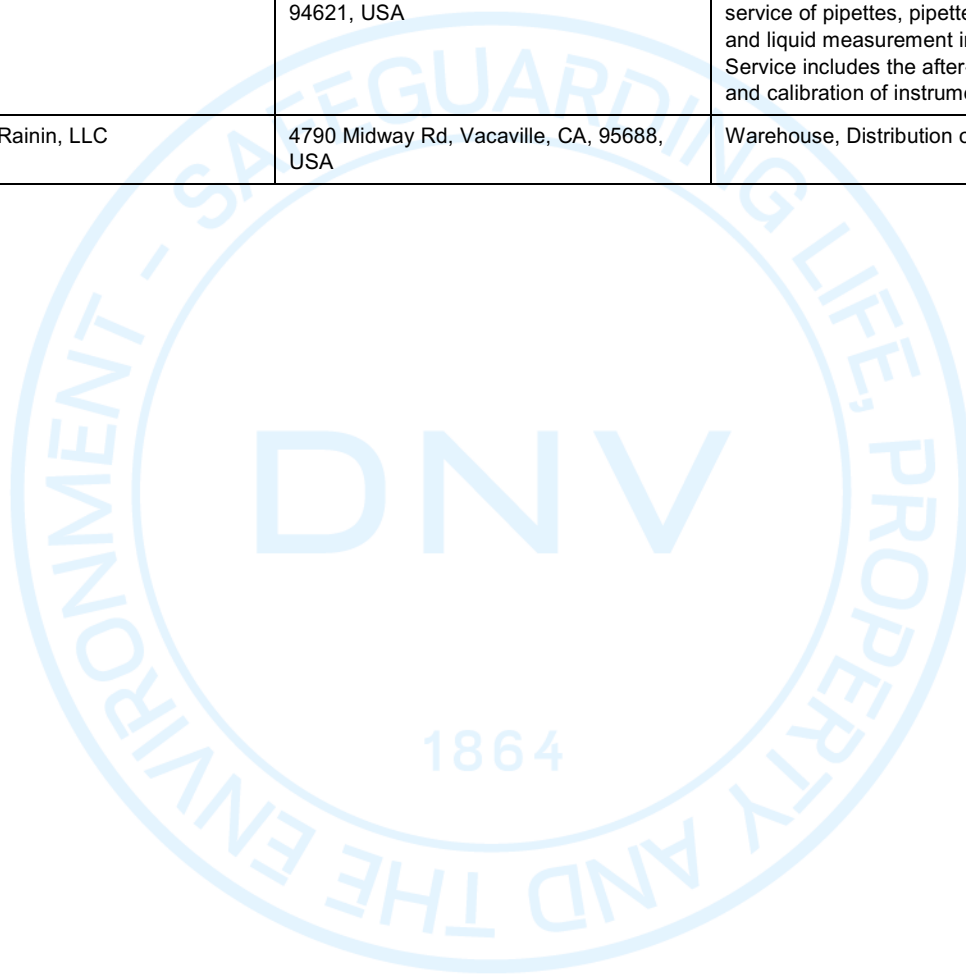 94621, USA
service of pipettes, pipette
and liquid measurement i
Service includes the after
and calibration of instrum
Rainin, LLC
4790 Midway Rd, Vacaville, CA, 95688,
USA
Warehouse, Distribution o
SAFEGUARDING LIFE, PROPERTY AND THE ENVIRONMENT -
DNV
1864